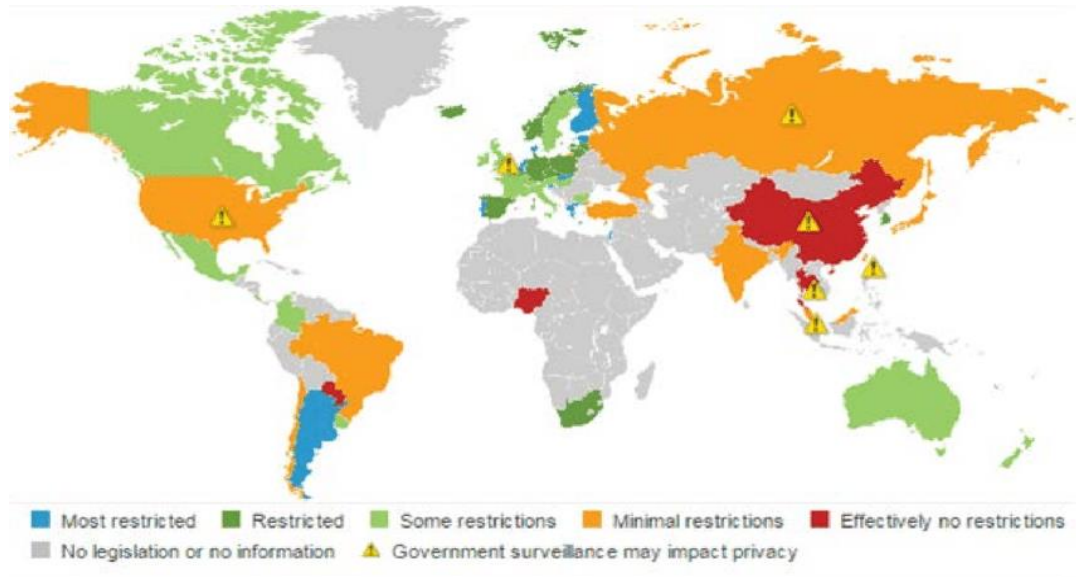 Most restricted Restricted Some restrictions Minimal restrictions Effectively no restrictions
No legislation or no information Government surveillance may impact privacy